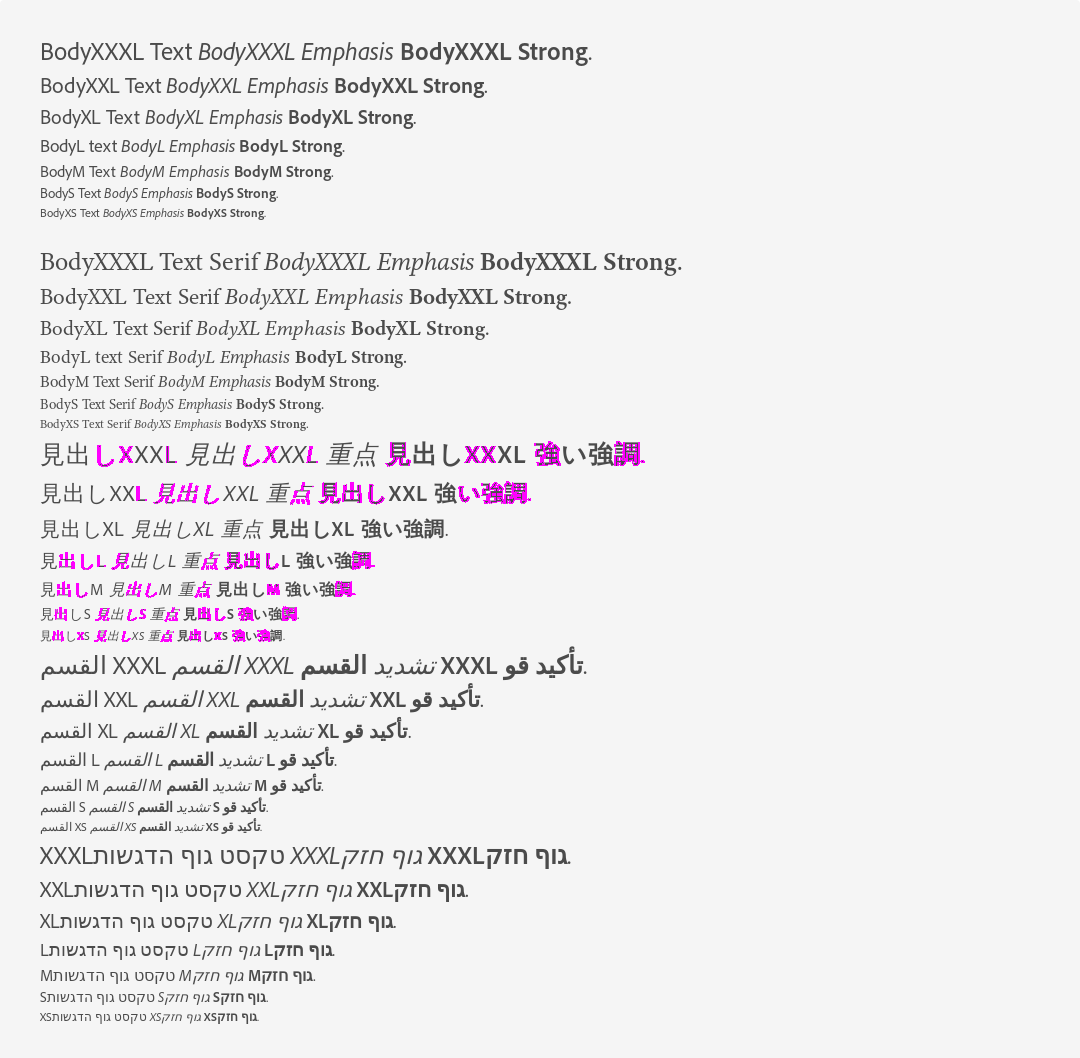 BodyXXXL Text BodyXXXL Emphasis BodyXXXL Strong.
BodyXXL Text BodyXXL Emphasis BodyXXL Strong.
BodyXL Text BodyXL Emphasis BodyXL Strong.
BodyL text BodyL Emphasis BodyL Strong.
BodyM Text BodyM Emphasis BodyM Strong.
BodyS Text BodyS Emphasis BodyS Strong.
BodyXS Text BodyXS Emphasis BodyXS Strong.
BodyXXXL Text Serif BodyXXXL Emphasis BodyXXXL Strong.
BodyXXL Text Serif BodyXXL Emphasis BodyXXL Strong.
BodyXL Text Serif BodyXL Emphasis BodyXL Strong.
BodyL text Serif BodyL Emphasis BodyL Strong.
BodyM Text Serif BodyM Emphasis BodyM Strong.
BodyS Text Serif BodyS Emphasis BodyS Strong.
BodyXS Text Serif BodyXS Emphasis BodyXS Strong.
見出しXXXL 見出しXXXL 重点 見出しXXXL 強い強調.
見出しXXL 見出しXXL 重点 見出しXXL 強い強調.
見出しXL 見出しXL 重点 見出しXL 強い強調.
見出しL 見出しL 重点 見出しL 強い強調.
見出しM 見出しM 重点 見出しM 強い強調.
見出しS 見出しS 重点 見出しS 強い強調.
見出しXS 見出しXS 重点 見出しXS 強い強調.
القسم XXXL القسم XXXL تشديد القسم XXXL تأكيد قو.
القسم XXL القسم XXL تشديد القسم XXL تأكيد قو.
القسم XL القسم XL تشديد القسم XL تأكيد قو.
القسم L القسم L تشديد القسم L تأكيد قو.
القسم M القسم M تشديد القسم M تأكيد قو.
القسم S القسم S تشديد القسم S تأكيد قو.
القسم XS القسم XS تشديد القسم XS تأكيد قو.
XXXLטקסט גוף הדגשות XXXLגוף חזק XXXLגוף חזק.
XXLטקסט גוף הדגשות XXLגוף חזק XXLגוף חזק.
XLטקסט גוף הדגשות XLגוף חזק XLגוף חזק.
Lטקסט גוף הדגשות Lגוף חזק Lגוף חזק.
Mטקסט גוף הדגשות Mגוף חזק Mגוף חזק.
Sטקסט גוף הדגשות Sגוף חזק Sגוף חזק.
XSטקסט גוף הדגשות XSגוף חזק XSגוף חזק.